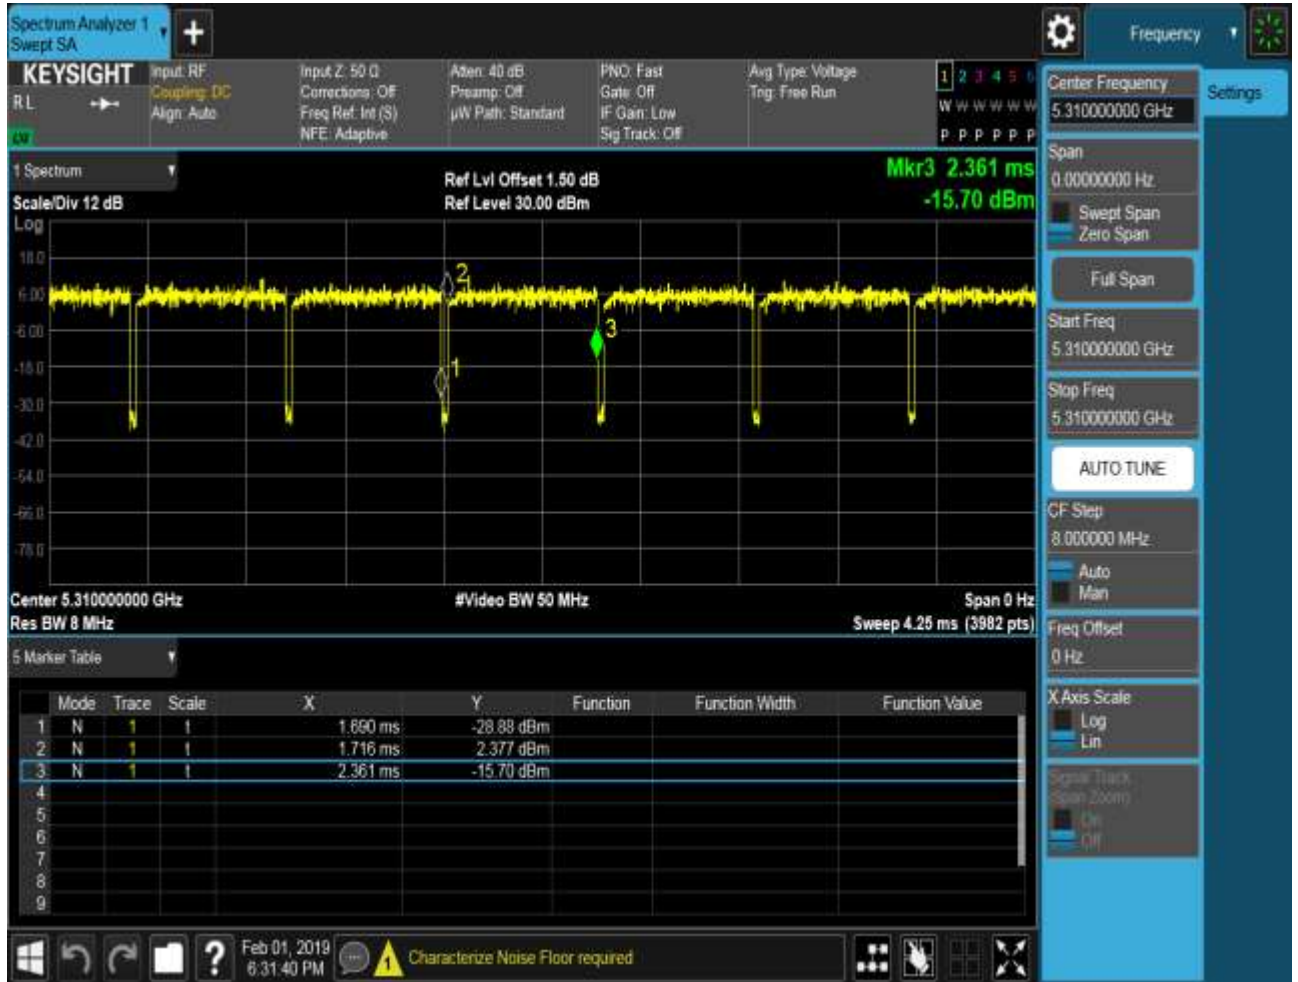 Spectrum Analyzer 1
Swept SA
Frequency
KEYSIGHT
R L
Input: RF
Coupling: DC
Align: Auto
Input Z: 50 Ω
Corrections: Off
Freq Ref: Int (S)
NFE: Adaptive
Atten: 40 dB
Preamp: Off
µW Path: Standard
PNO: Fast
Gate: Off
IF Gain: Low
Sig Track: Off
Avg Type: Voltage
Trig: Free Run
1 2 3 4 5 6
W W W W W W
P P P P P P
1 Spectrum
Scale/Div 12 dB
Ref Lvl Offset 1.50 dB
Ref Level 30.00 dBm
Mkr3 2.361 ms
-15.70 dBm
Log
18.0
6.00
-6.00
-18.0
-30.0
-42.0
-54.0
-66.0
-78.0
2
3
1
Center 5.310000000 GHz
Res BW 8 MHz
#Video BW 50 MHz
Span 0 Hz
Sweep 4.25 ms (3982 pts)
5 Marker Table
Mode Trace Scale X Y Function Function Width Function Value
1 N 1 t 1.690 ms -28.88 dBm
2 N 1 t 1.716 ms 2.377 dBm
3 N 1 t 2.361 ms -15.70 dBm
4
5
6
7
8
9
Center Frequency
5.310000000 GHz
Settings
Span
0.00000000 Hz
Swept Span
Zero Span
Full Span
Start Freq
5.310000000 GHz
Stop Freq
5.310000000 GHz
AUTO TUNE
CF Step
8.000000 MHz
Auto
Man
Freq Offset
0 Hz
X Axis Scale
Log
Lin
Signal Track
(Span Zoom)
On
Off
?
Feb 01, 2019
6:31:40 PM
1
Characterize Noise Floor required